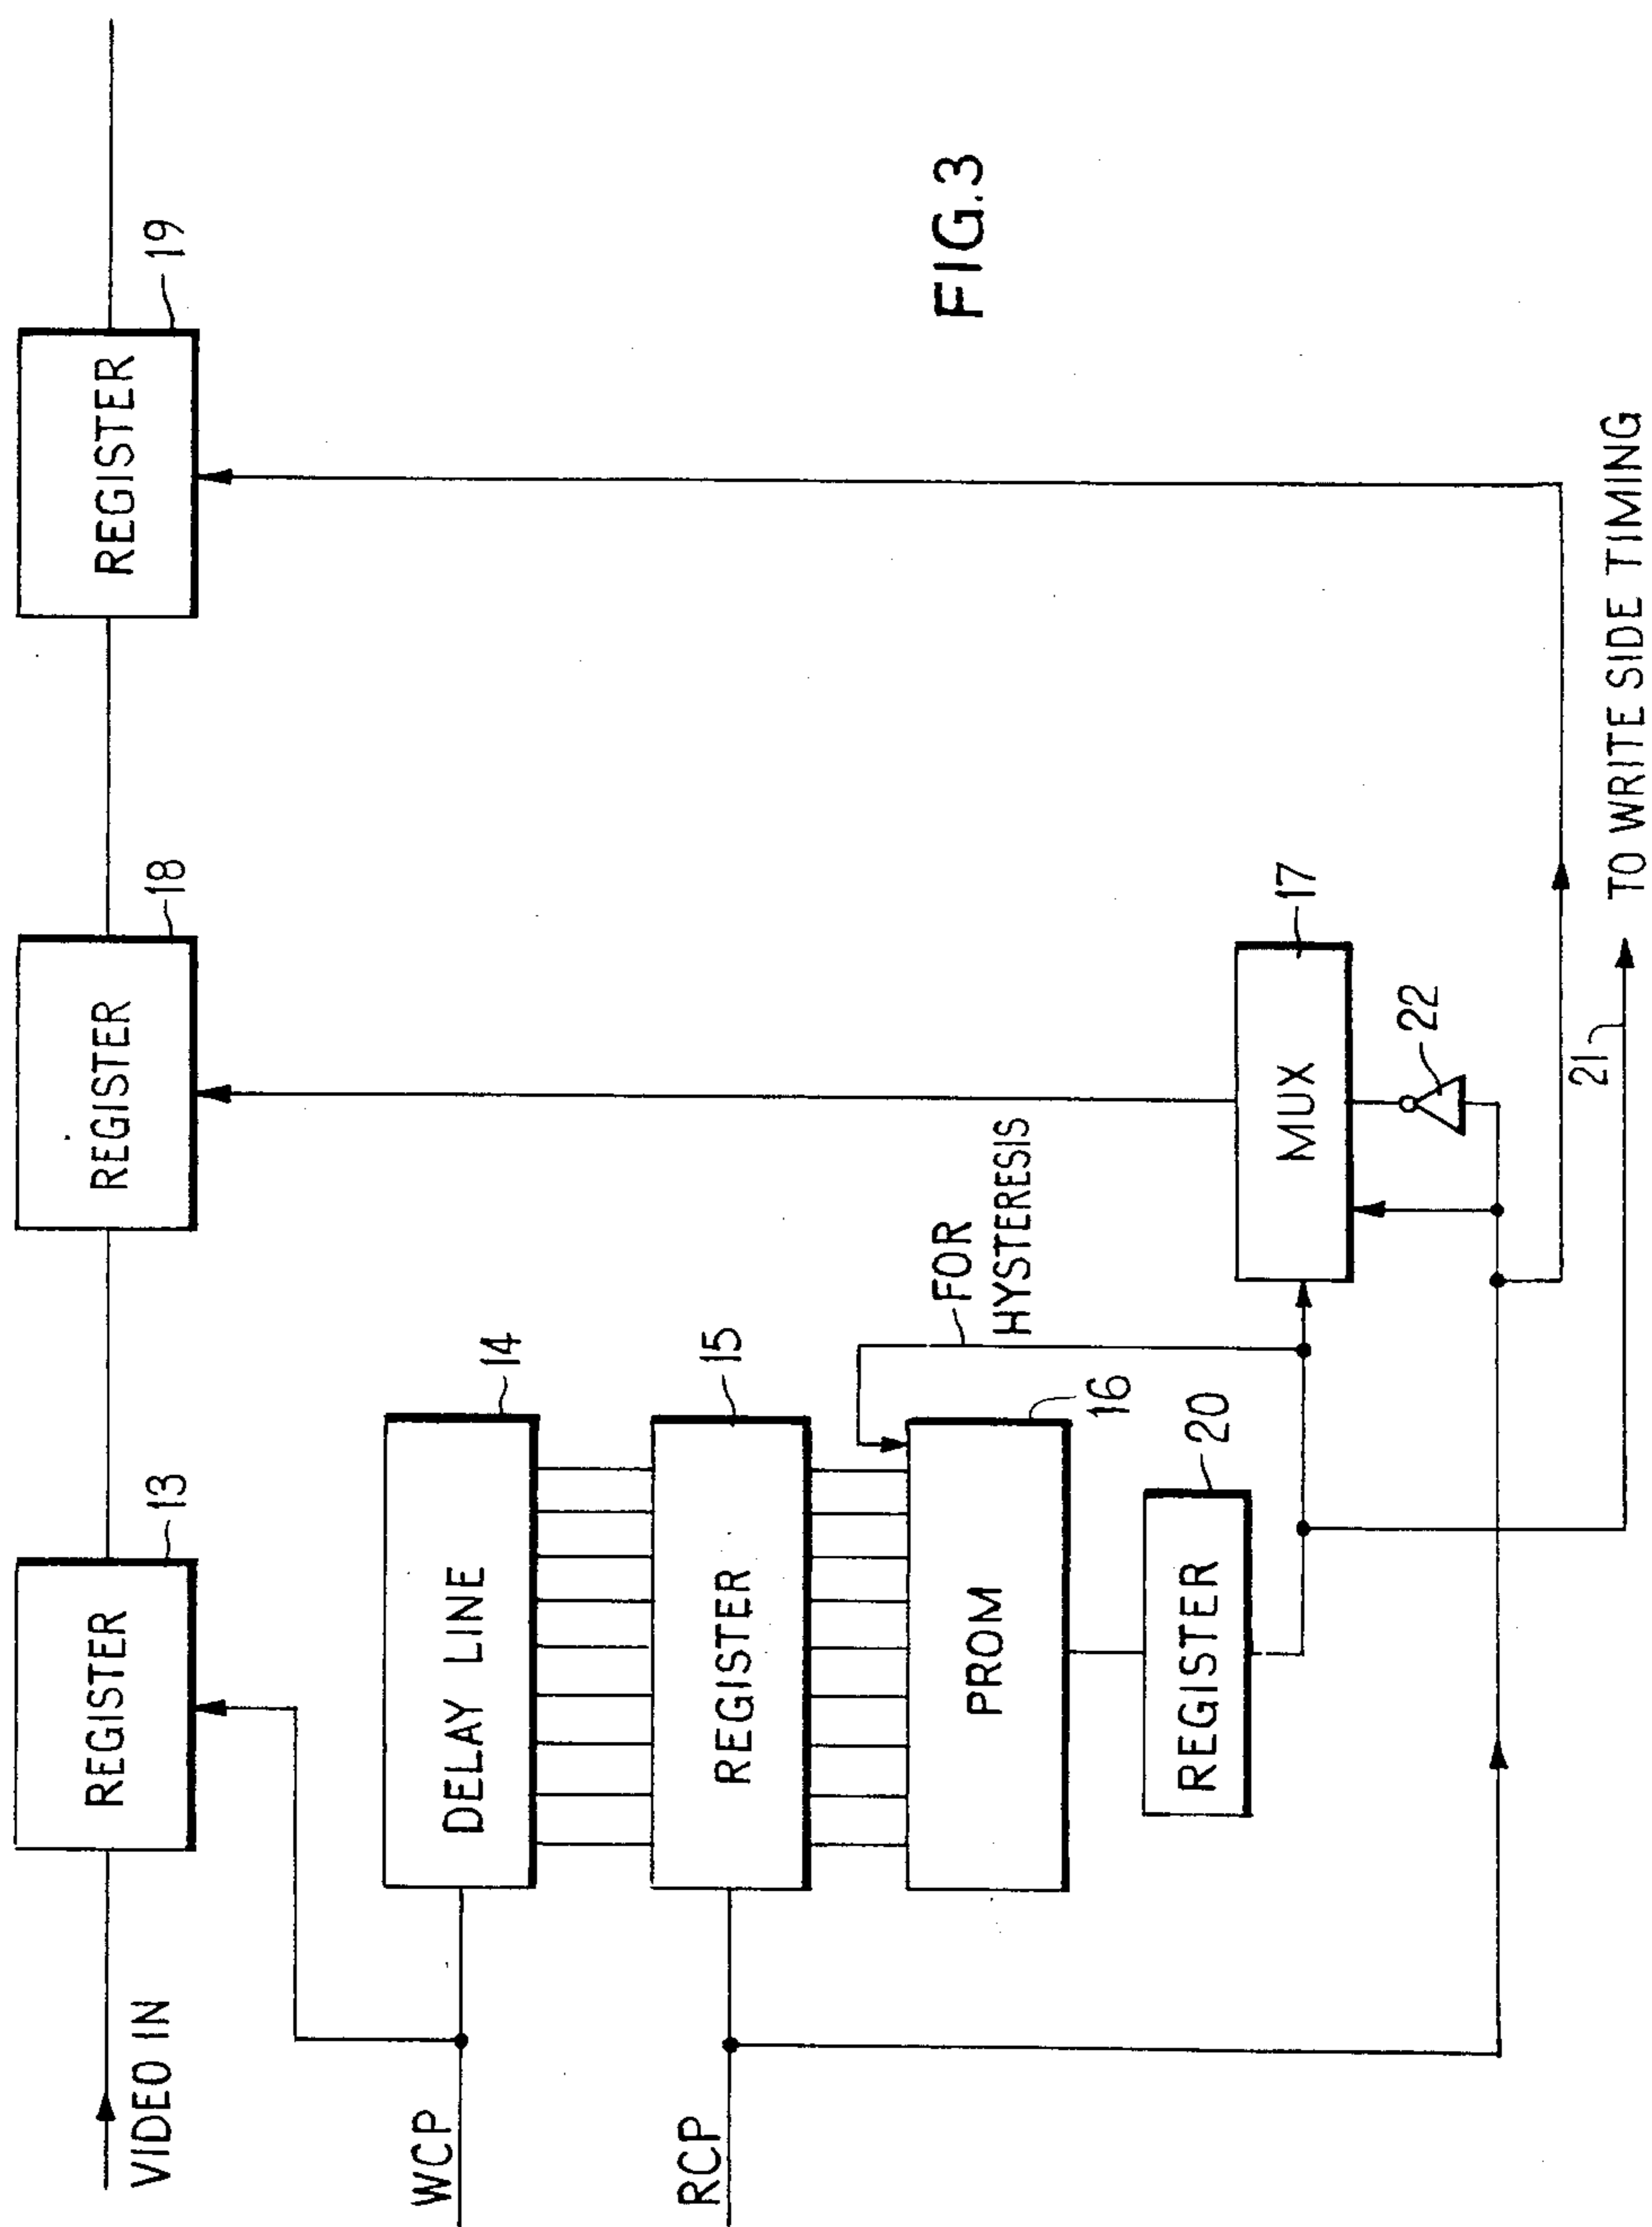 REGISTER
13
REGISTER
18
REGISTER
19
VIDEO IN
WCP
DELAY LINE
14
RCP
REGISTER
15
FOR
HYSTERESIS
PROM
16
REGISTER
20
MUX
17
22
21
TO WRITE SIDE TIMING
FIG.3